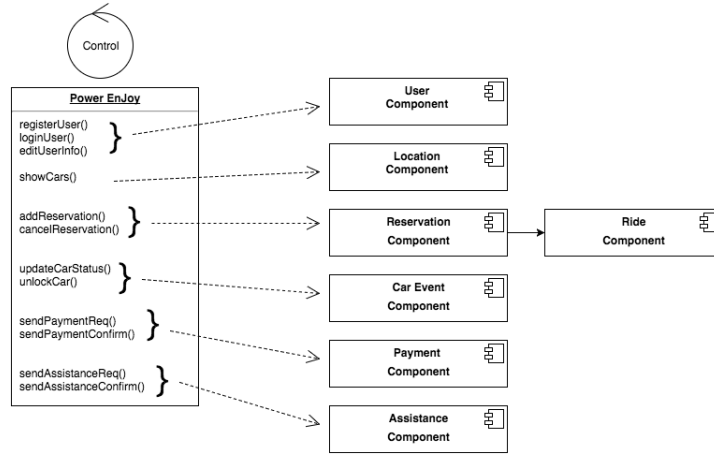 Control
Power EnJoy
registerUser()
loginUser()
editUserInfo()
showCars()
addReservation()
cancelReservation()
updateCarStatus()
unlockCar()
sendPaymentReq()
sendPaymentConfirm()
sendAssistanceReq()
sendAssistanceConfirm()
User
Component
Location
Component
Reservation
Component
Ride
Component
Car Event
Component
Payment
Component
Assistance
Component